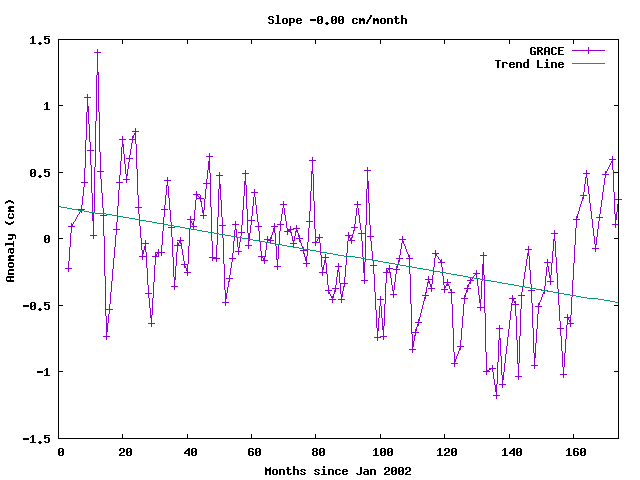 Slope -0.00 cm/month
GRACE
Trend Line
1.5
1
0.5
0
-0.5
-1
-1.5
Anomaly (cm)
0 20 40 60 80 100 120 140 160
Months since Jan 2002